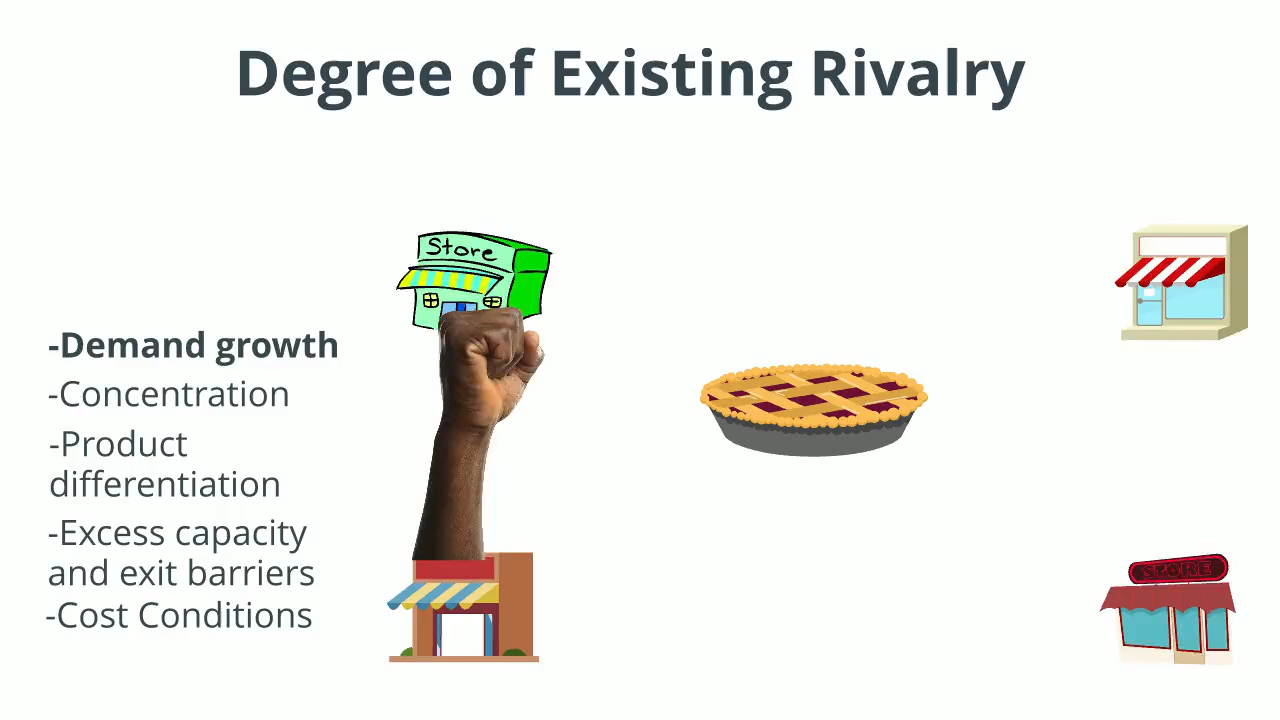 Degree of Existing Rivalry
Store
-Demand growth
-Concentration
-Product
differentiation
-Excess capacity
and exit barriers
-Cost Conditions
STORE